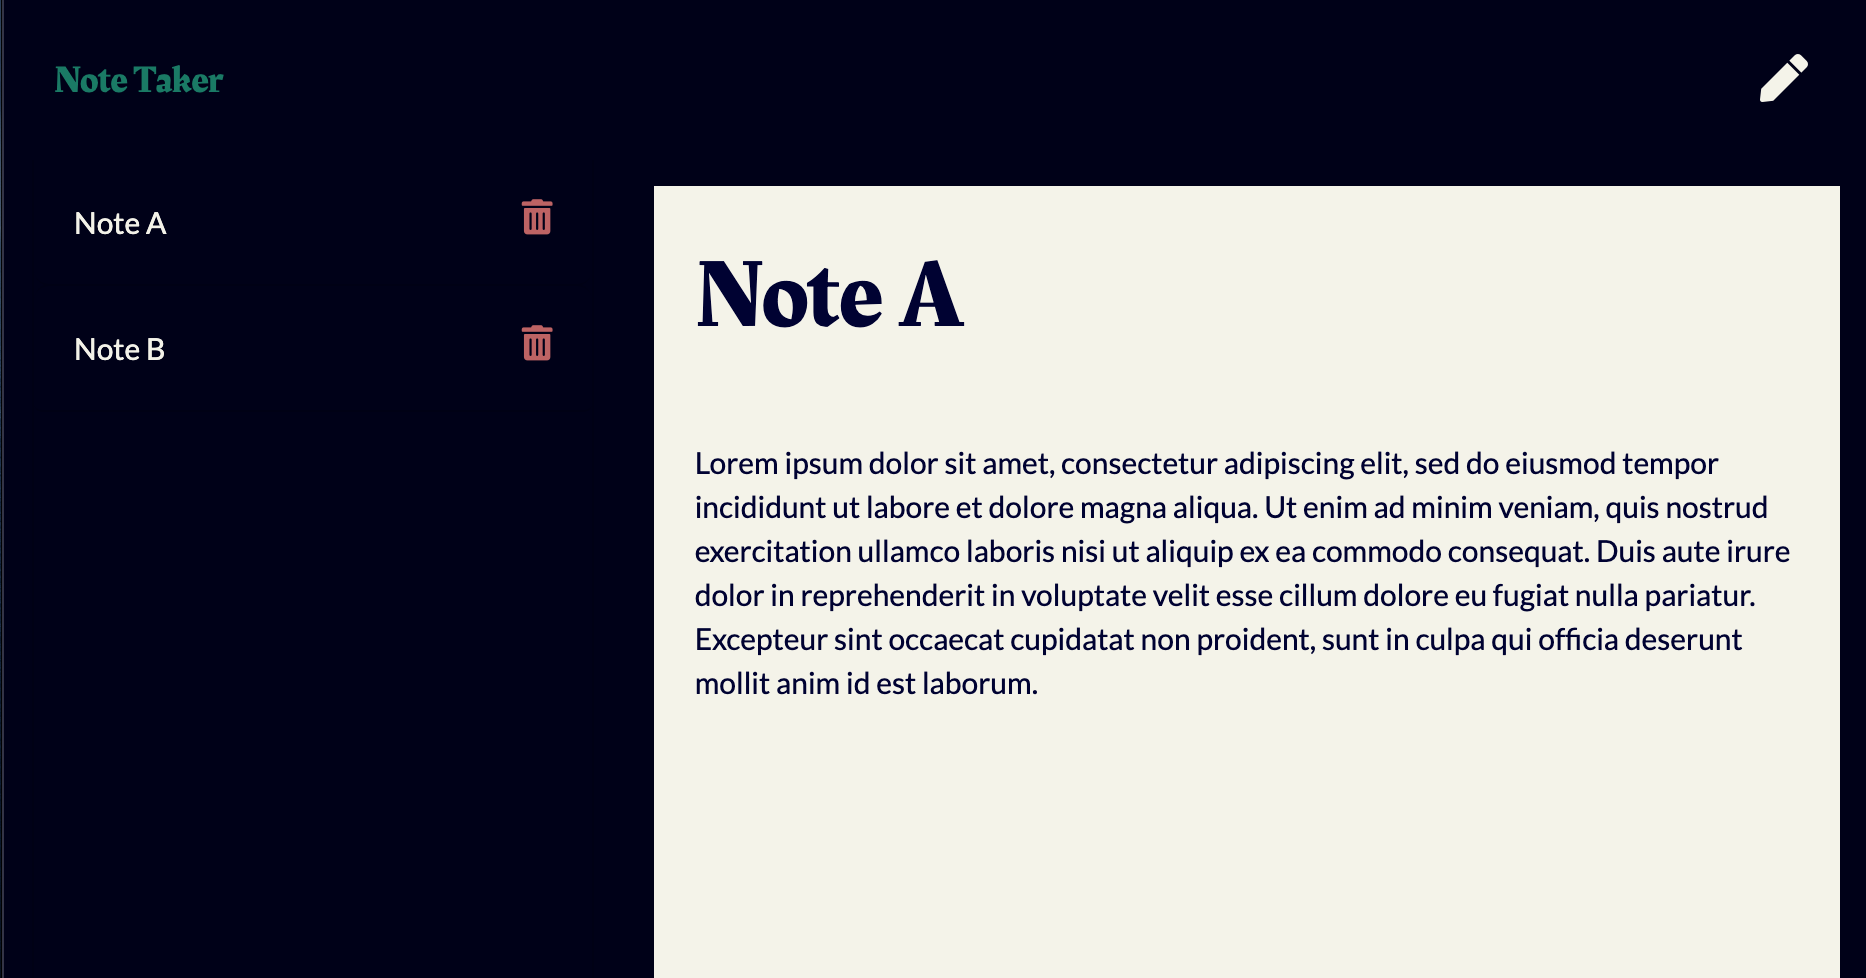 Note Taker
Note A
Note B
Note A
Lorem ipsum dolor sit amet, consectetur adipiscing elit, sed do eiusmod tempor
incididunt ut labore et dolore magna aliqua. Ut enim ad minim veniam, quis nostrud
exercitation ullamco laboris nisi ut aliquip ex ea commodo consequat. Duis aute irure
dolor in reprehenderit in voluptate velit esse cillum dolore eu fugiat nulla pariatur.
Excepteur sint occaecat cupidatat non proident, sunt in culpa qui officia deserunt
mollit anim id est laborum.